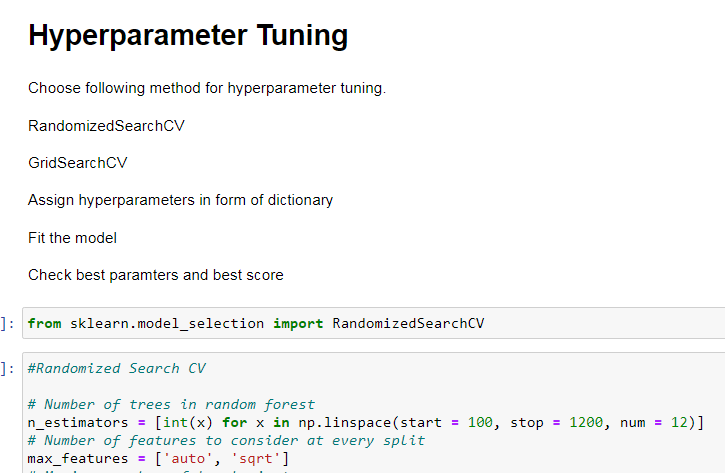 Hyperparameter Tuning
Choose following method for hyperparameter tuning.
RandomizedSearchCV
GridSearchCV
Assign hyperparameters in form of dictionary
Fit the model
Check best paramters and best score
]: from sklearn.model_selection import RandomizedSearchCV
]: #Randomized Search CV
# Number of trees in random forest
n_estimators = [int(x) for x in np.linspace(start = 100, stop = 1200, num = 12)]
# Number of features to consider at every split
max_features = ['auto', 'sqrt']